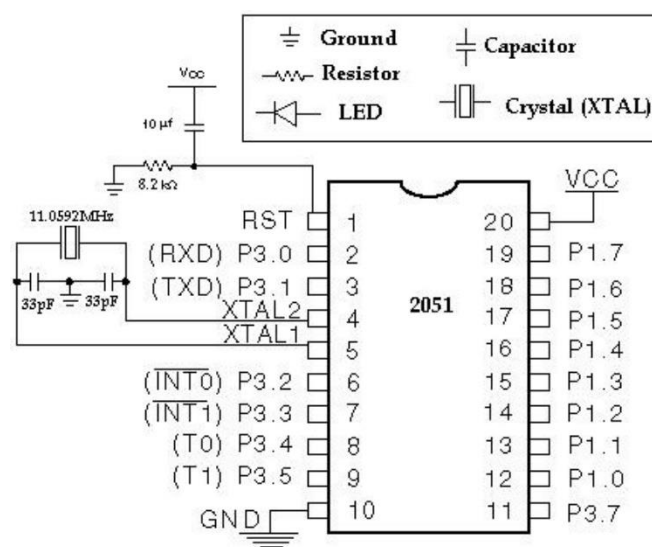 Ground
Capacitor
Resistor
LED
Crystal (XTAL)
Vcc
10 µf
8.2 kΩ
11.0592MHz
33pF 33pF
2051
RST 1
(RXD) P3.0 2
(TXD) P3.1 3
XTAL2 4
XTAL1 5
(INT0) P3.2 6
(INT1) P3.3 7
(T0) P3.4 8
(T1) P3.5 9
GND 10
VCC
20
19 P1.7
18 P1.6
17 P1.5
16 P1.4
15 P1.3
14 P1.2
13 P1.1
12 P1.0
11 P3.7